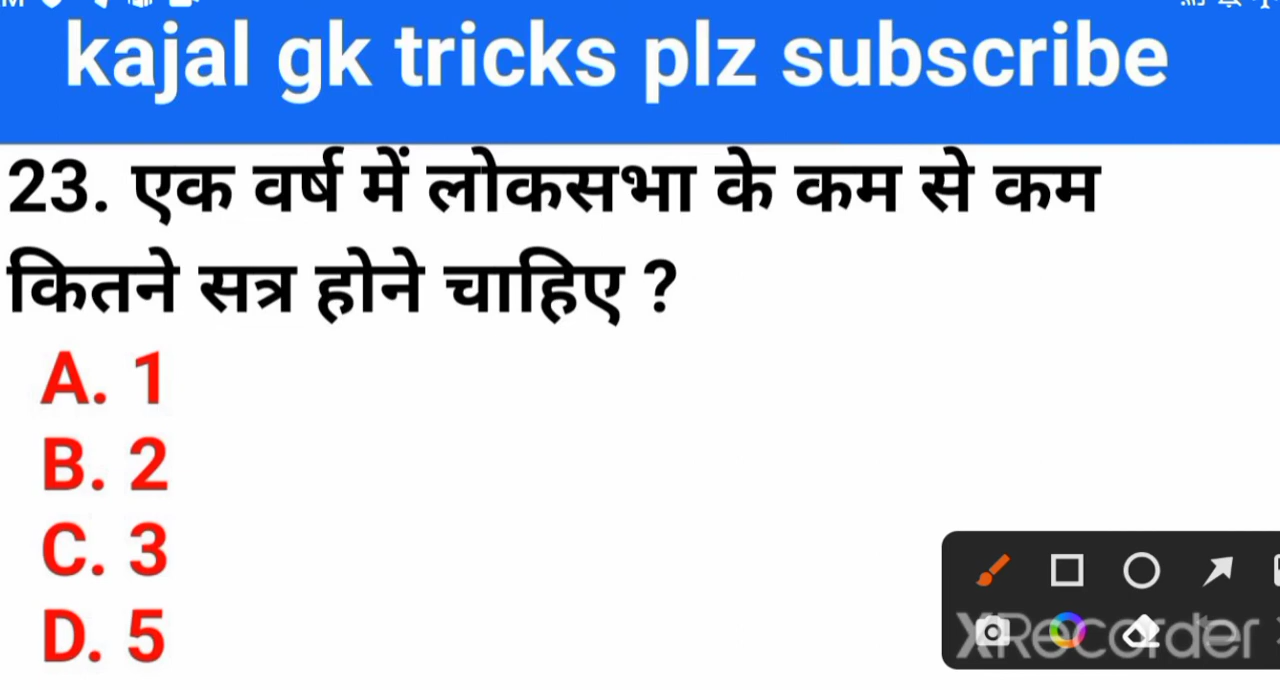 kajal gk tricks plz subscribe
23. एक वर्ष में लोकसभा के कम से कम
कितने सत्र होने चाहिए ?
A. 1
B. 2
C. 3
D. 5
XRecorder